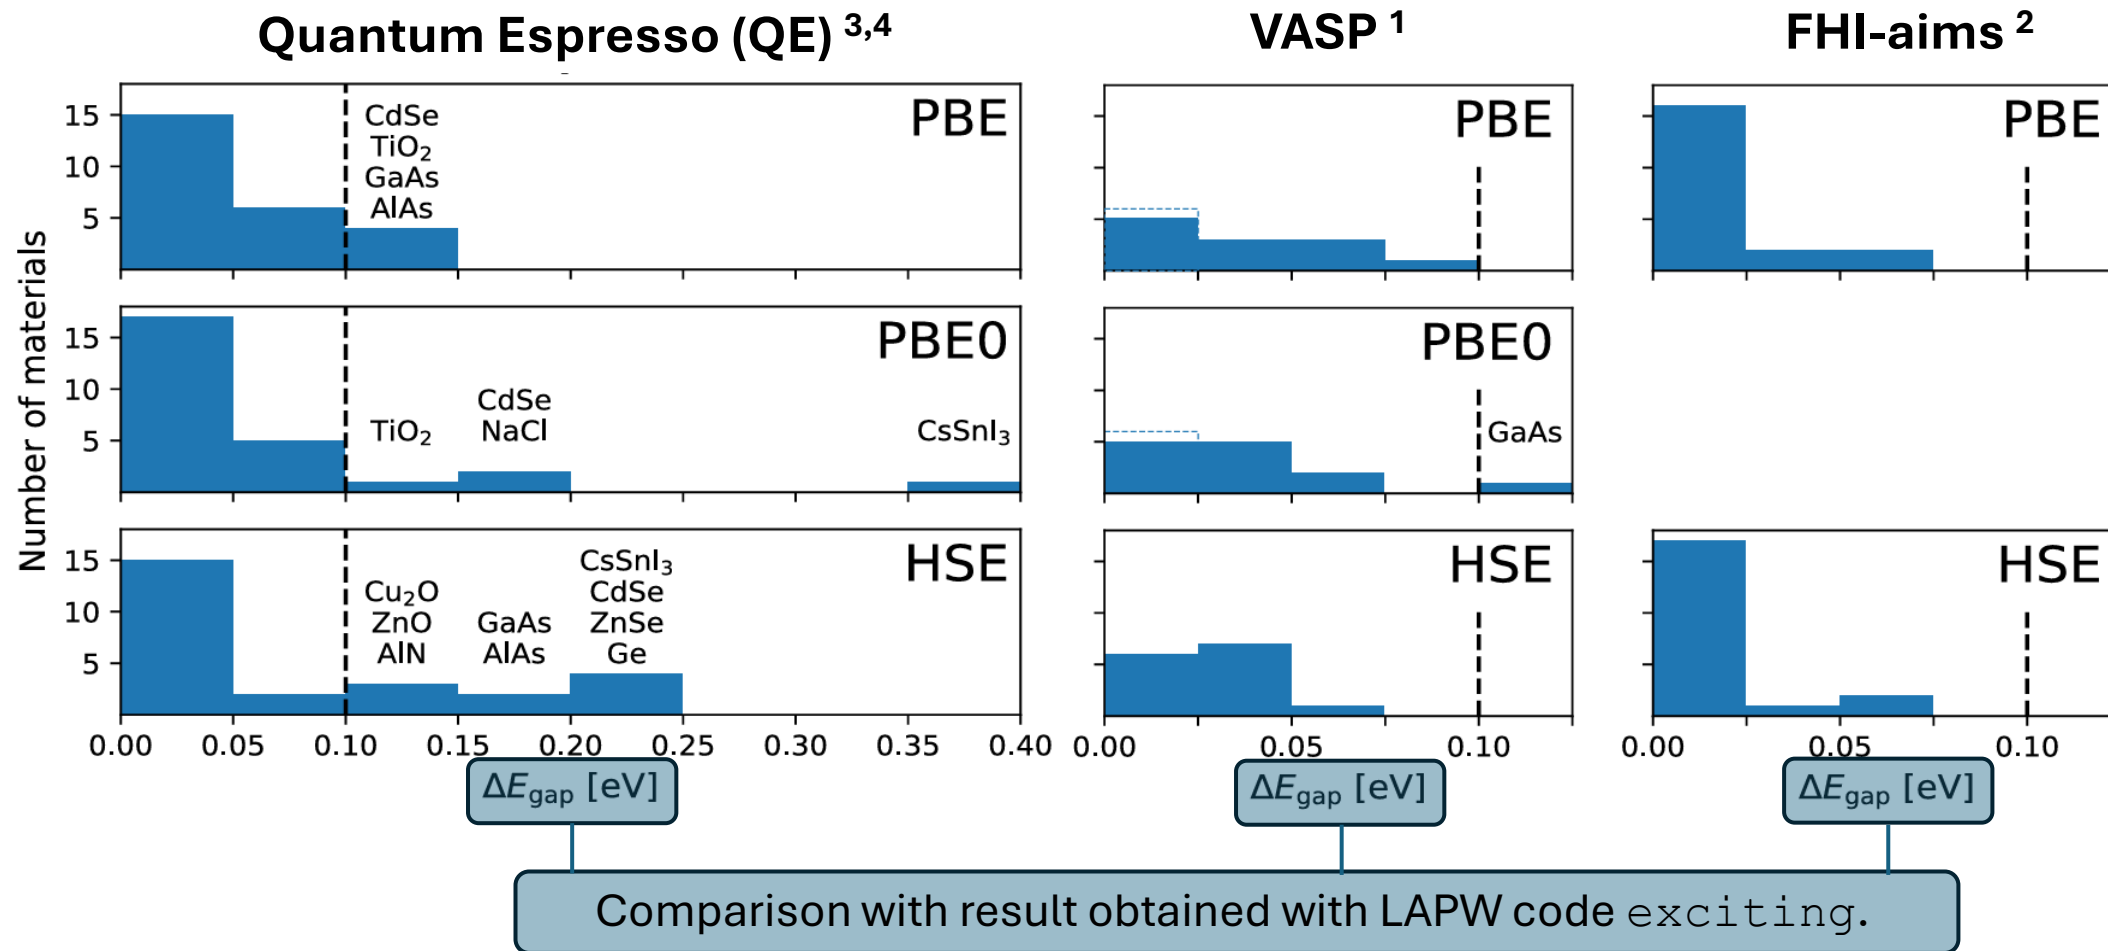 Quantum Espresso (QE) 3,4
VASP 1
FHI-aims 2
Number of materials
15
10
5
CdSe
TiO2
GaAs
AlAs
PBE
PBE
PBE
15
10
5
TiO2
CdSe
NaCl
CsSnI3
PBE0
PBE0
GaAs
15
10
5
Cu2O
ZnO
AlN
GaAs
AlAs
CsSnI3
CdSe
ZnSe
Ge
HSE
HSE
HSE
0.00 0.05 0.10 0.15 0.20 0.25 0.30 0.35 0.40
0.00 0.05 0.10
0.00 0.05 0.10
ΔEgap [eV]
ΔEgap [eV]
ΔEgap [eV]
Comparison with result obtained with LAPW code exciting.